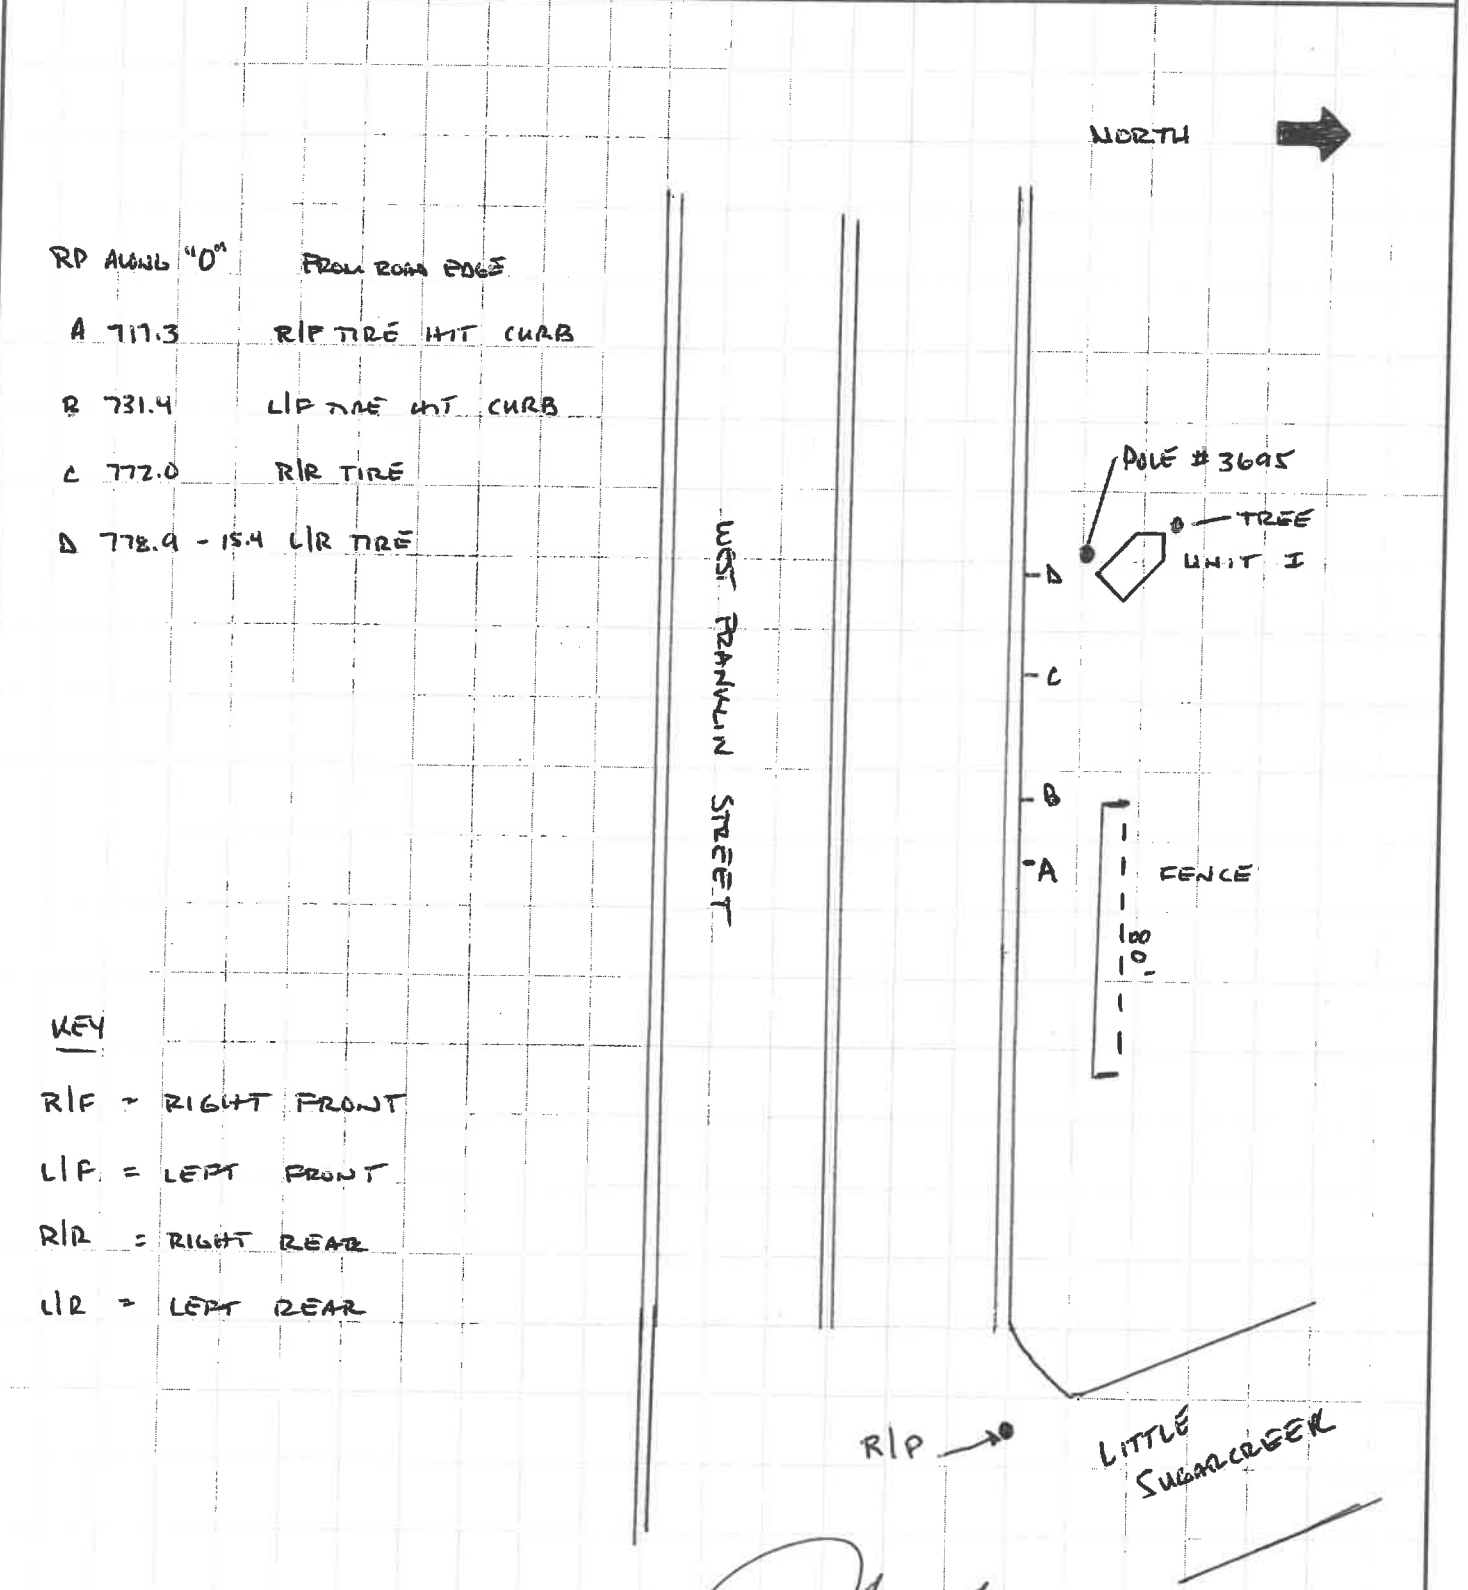 NORTH
RP ALONG "O" FROM ROAD EDGE
A 717.3 R/F TIRE HIT CURB
B 731.4 L/F TIRE HIT CURB
C 772.0 R/R TIRE
D 778.9 - 15.4 L/R TIRE
POLE # 3695
TREE
UNIT I
WEST FRANKLIN STREET
D
C
B
A
FENCE
80'
KEY
R/F = RIGHT FRONT
L/F = LEFT FRONT
R/R = RIGHT REAR
L/R = LEFT REAR
R/P
LITTLE
SUGARCREEK